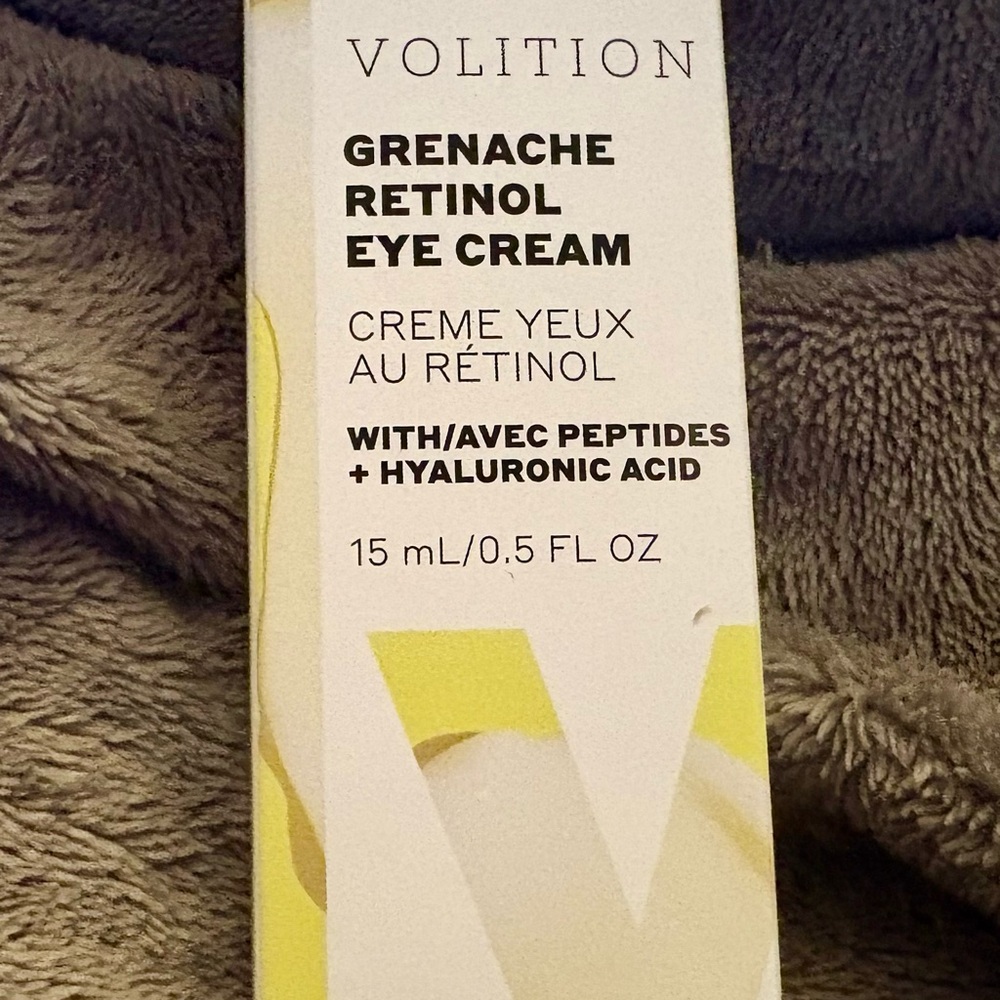 VOLITION
GRENACHE
RETINOL
EYE CREAM
CREME YEUX
AU RÉTINOL
WITH/AVEC PEPTIDES
+ HYALURONIC ACID
15 mL/0.5 FL OZ
V